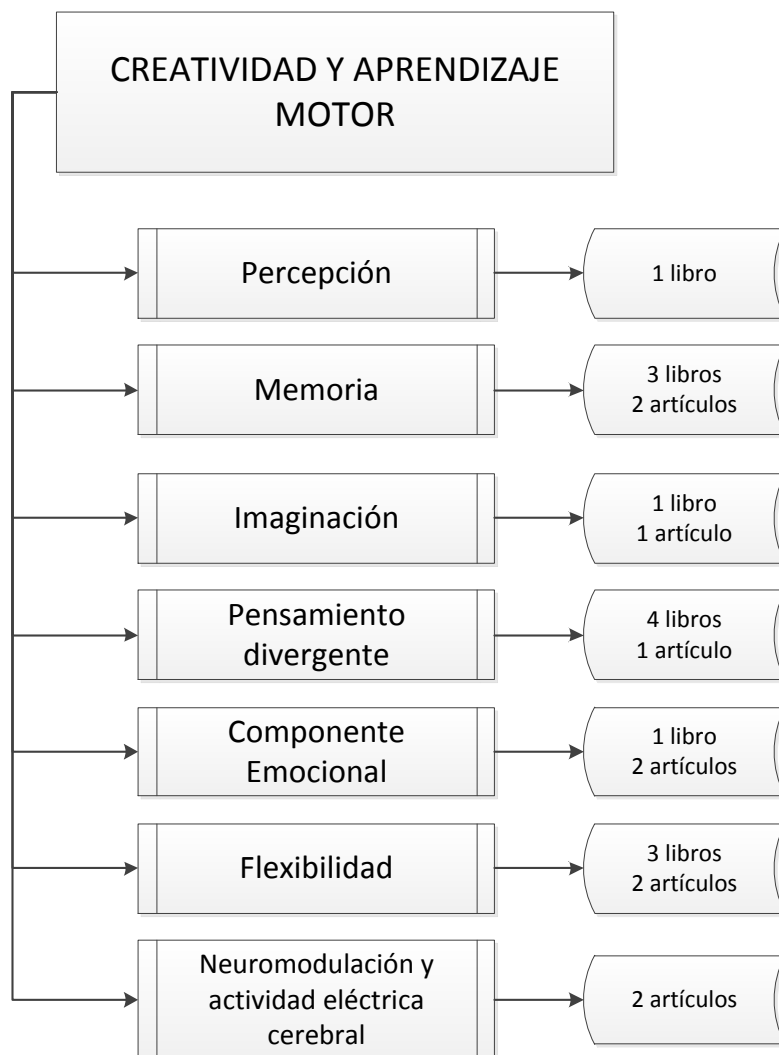 CREATIVIDAD Y APRENDIZAJE
MOTOR
Percepción
1 libro
Memoria
3 libros
2 artículos
Imaginación
1 libro
1 artículo
Pensamiento
divergente
4 libros
1 artículo
Componente
Emocional
1 libro
2 artículos
Flexibilidad
3 libros
2 artículos
Neuromodulación y
actividad eléctrica
cerebral
2 artículos